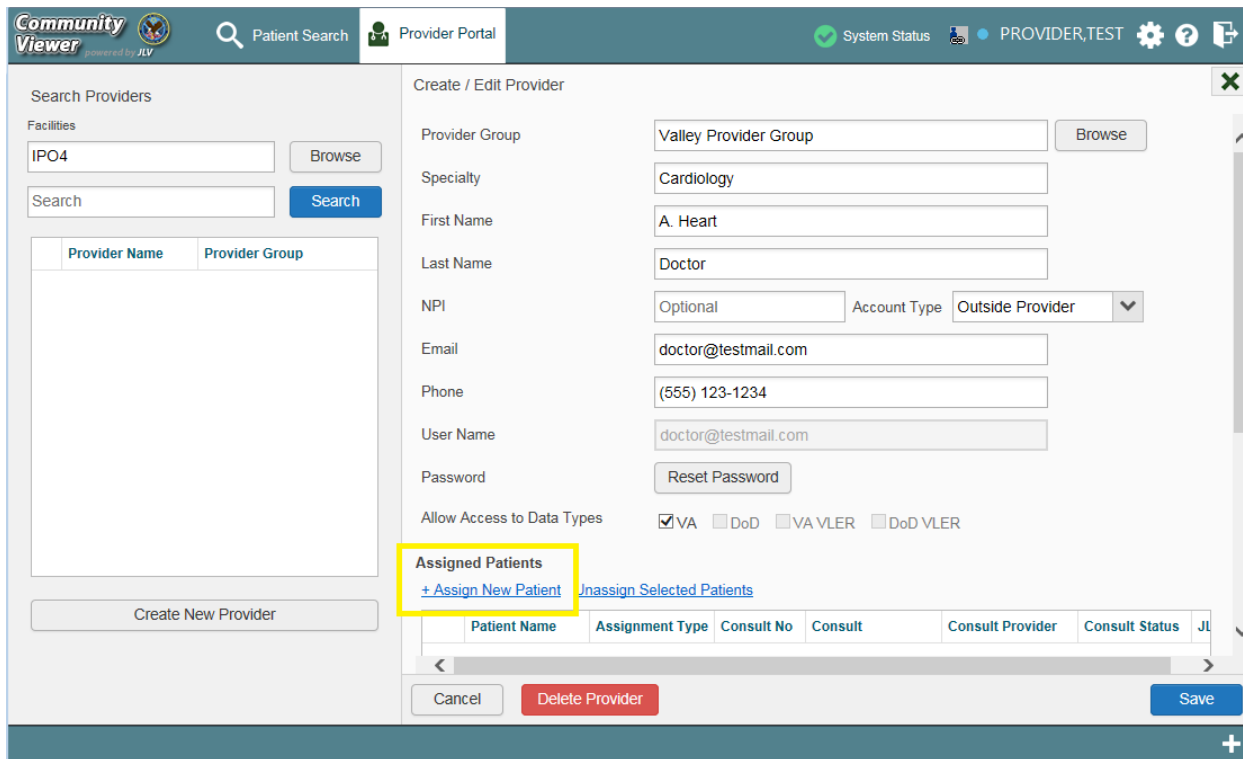 Community
Viewer powered by JLV
Patient Search
Provider Portal
System Status
PROVIDER,TEST
Search Providers
Facilities
IPO4
Browse
Search
Search
Provider Name Provider Group
Create New Provider
Create / Edit Provider
Provider Group Valley Provider Group Browse
Specialty Cardiology
First Name A. Heart
Last Name Doctor
NPI Optional Account Type Outside Provider
Email doctor@testmail.com
Phone (555) 123-1234
User Name doctor@testmail.com
Password Reset Password
Allow Access to Data Types VA DoD VA VLER DoD VLER
Assigned Patients
+ Assign New Patient Unassign Selected Patients
Patient Name Assignment Type Consult No Consult Consult Provider Consult Status JL
Cancel Delete Provider Save